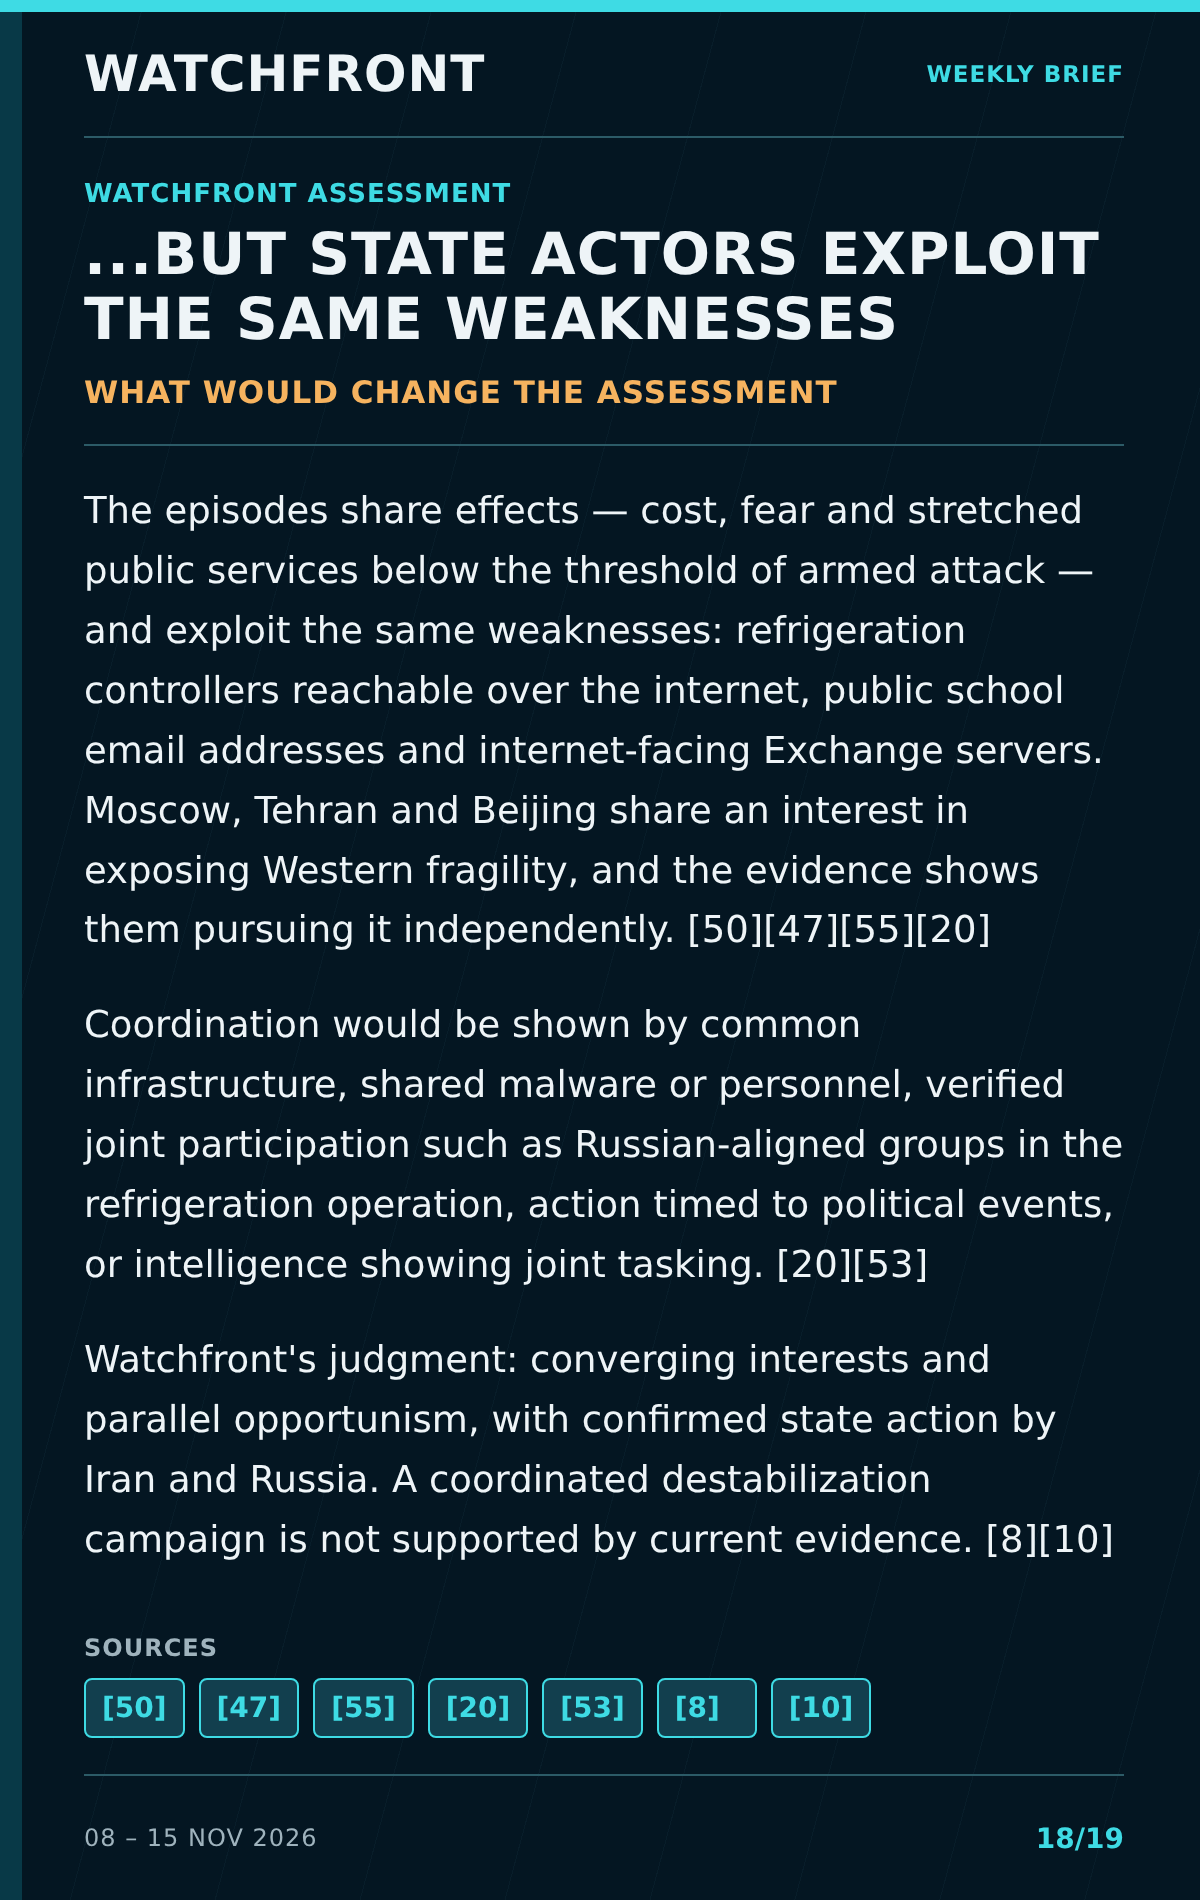 WATCHFRONT
WEEKLY BRIEF
WATCHFRONT ASSESSMENT
...BUT STATE ACTORS EXPLOIT
THE SAME WEAKNESSES
WHAT WOULD CHANGE THE ASSESSMENT
The episodes share effects — cost, fear and stretched
public services below the threshold of armed attack —
and exploit the same weaknesses: refrigeration
controllers reachable over the internet, public school
email addresses and internet-facing Exchange servers.
Moscow, Tehran and Beijing share an interest in
exposing Western fragility, and the evidence shows
them pursuing it independently. [50][47][55][20]
Coordination would be shown by common
infrastructure, shared malware or personnel, verified
joint participation such as Russian-aligned groups in the
refrigeration operation, action timed to political events,
or intelligence showing joint tasking. [20][53]
Watchfront's judgment: converging interests and
parallel opportunism, with confirmed state action by
Iran and Russia. A coordinated destabilization
campaign is not supported by current evidence. [8][10]
SOURCES
[50] [47] [55] [20] [53] [8] [10]
08 – 15 NOV 2026
18/19